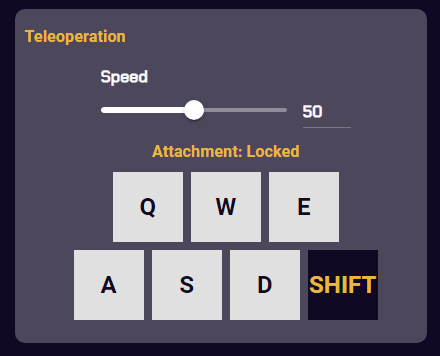 Teleoperation
Speed
50
Attachment: Locked
Q W E
A S D SHIFT